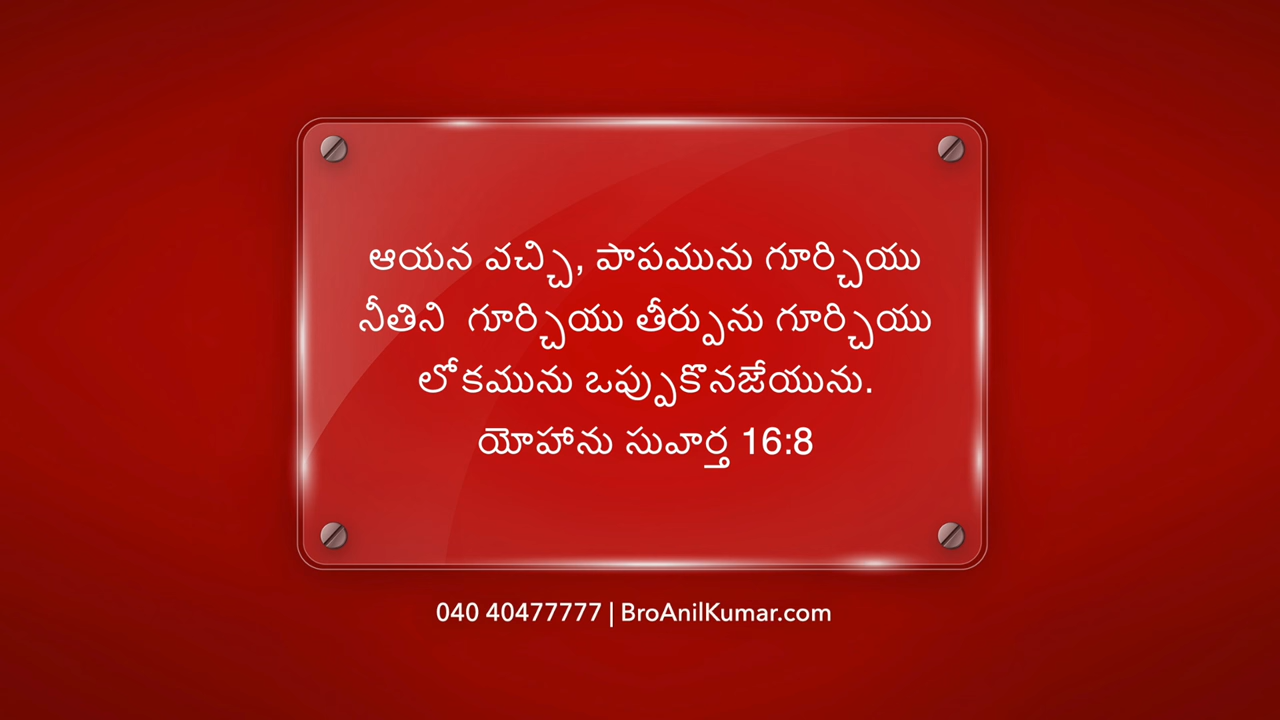 ఆయన వచ్చి, పాపమును గూర్చియు
నీతిని గూర్చియు తీర్పును గూర్చియు
లోకమును ఒప్పుకొనజేయును.
యోహాను సువార్త 16:8
040 40477777 | BroAnilKumar.com